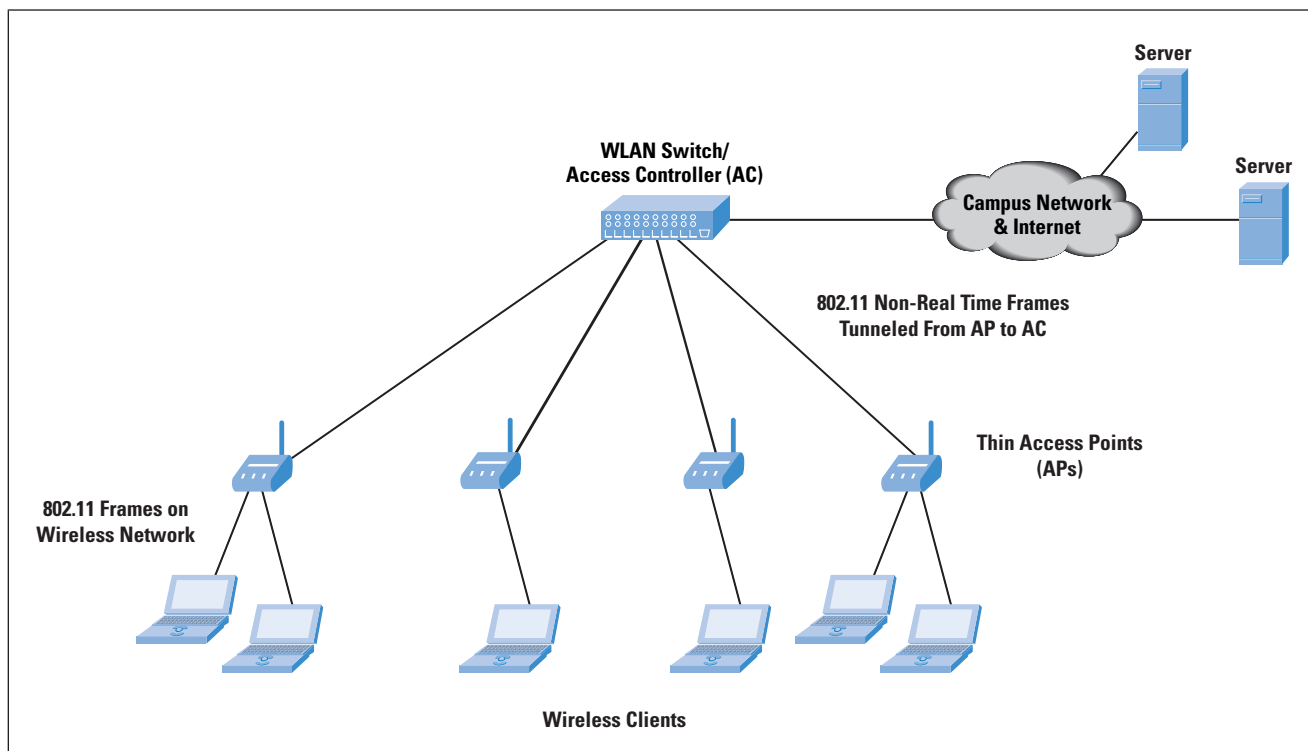 Server
WLAN Switch/
Access Controller (AC)
Server
Campus Network
& Internet
802.11 Non-Real Time Frames
Tunneled From AP to AC
Thin Access Points
(APs)
802.11 Frames on
Wireless Network
Wireless Clients